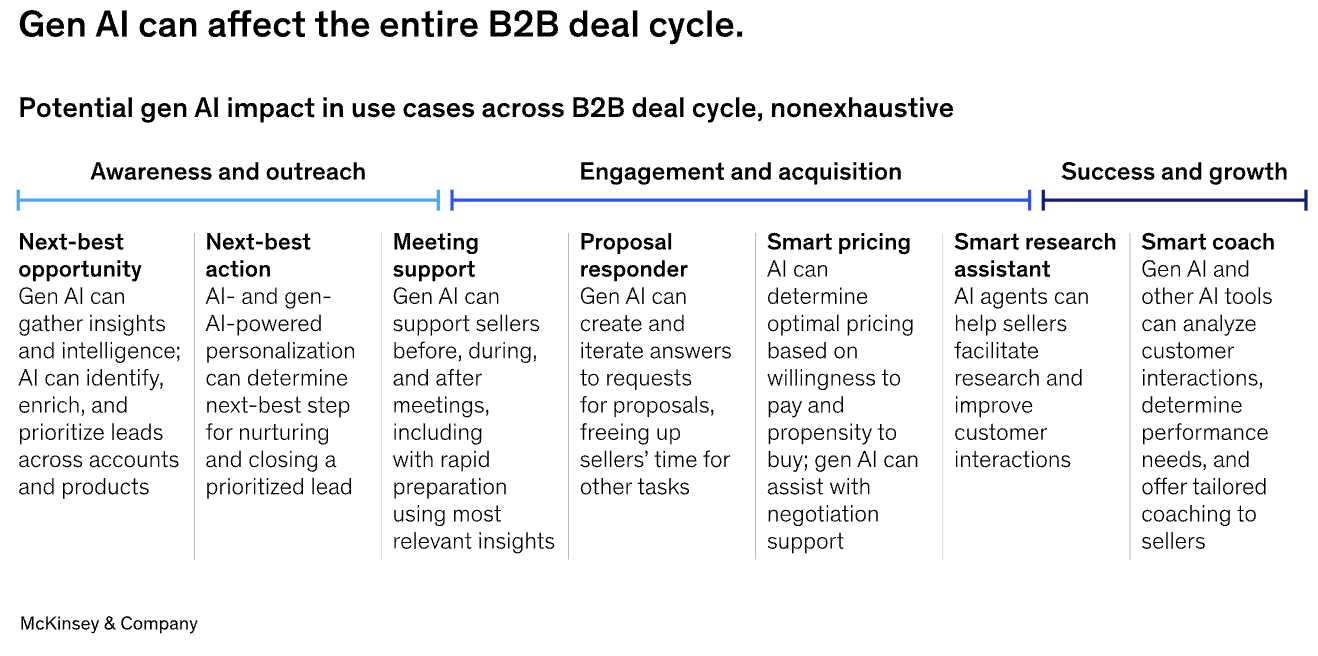 Gen AI can affect the entire B2B deal cycle.
Potential gen AI impact in use cases across B2B deal cycle, nonexhaustive
Awareness and outreach
Engagement and acquisition
Success and growth
Next-best
opportunity
Gen AI can
gather insights
and intelligence;
AI can identify,
enrich, and
prioritize leads
across accounts
and products
Next-best
action
AI- and gen-
AI-powered
personalization
can determine
next-best step
for nurturing
and closing a
prioritized lead
Meeting
support
Gen AI can
support sellers
before, during,
and after
meetings,
including
with rapid
preparation
using most
relevant insights
Proposal
responder
Gen AI can
create and
iterate answers
to requests
for proposals,
freeing up
sellers’ time for
other tasks
Smart pricing
AI can
determine
optimal pricing
based on
willingness to
pay and
propensity to
buy; gen AI can
assist with
negotiation
support
Smart research
assistant
AI agents can
help sellers
facilitate
research and
improve
customer
interactions
Smart coach
Gen AI and
other AI tools
can analyze
customer
interactions,
determine
performance
needs, and
offer tailored
coaching to
sellers
McKinsey & Company